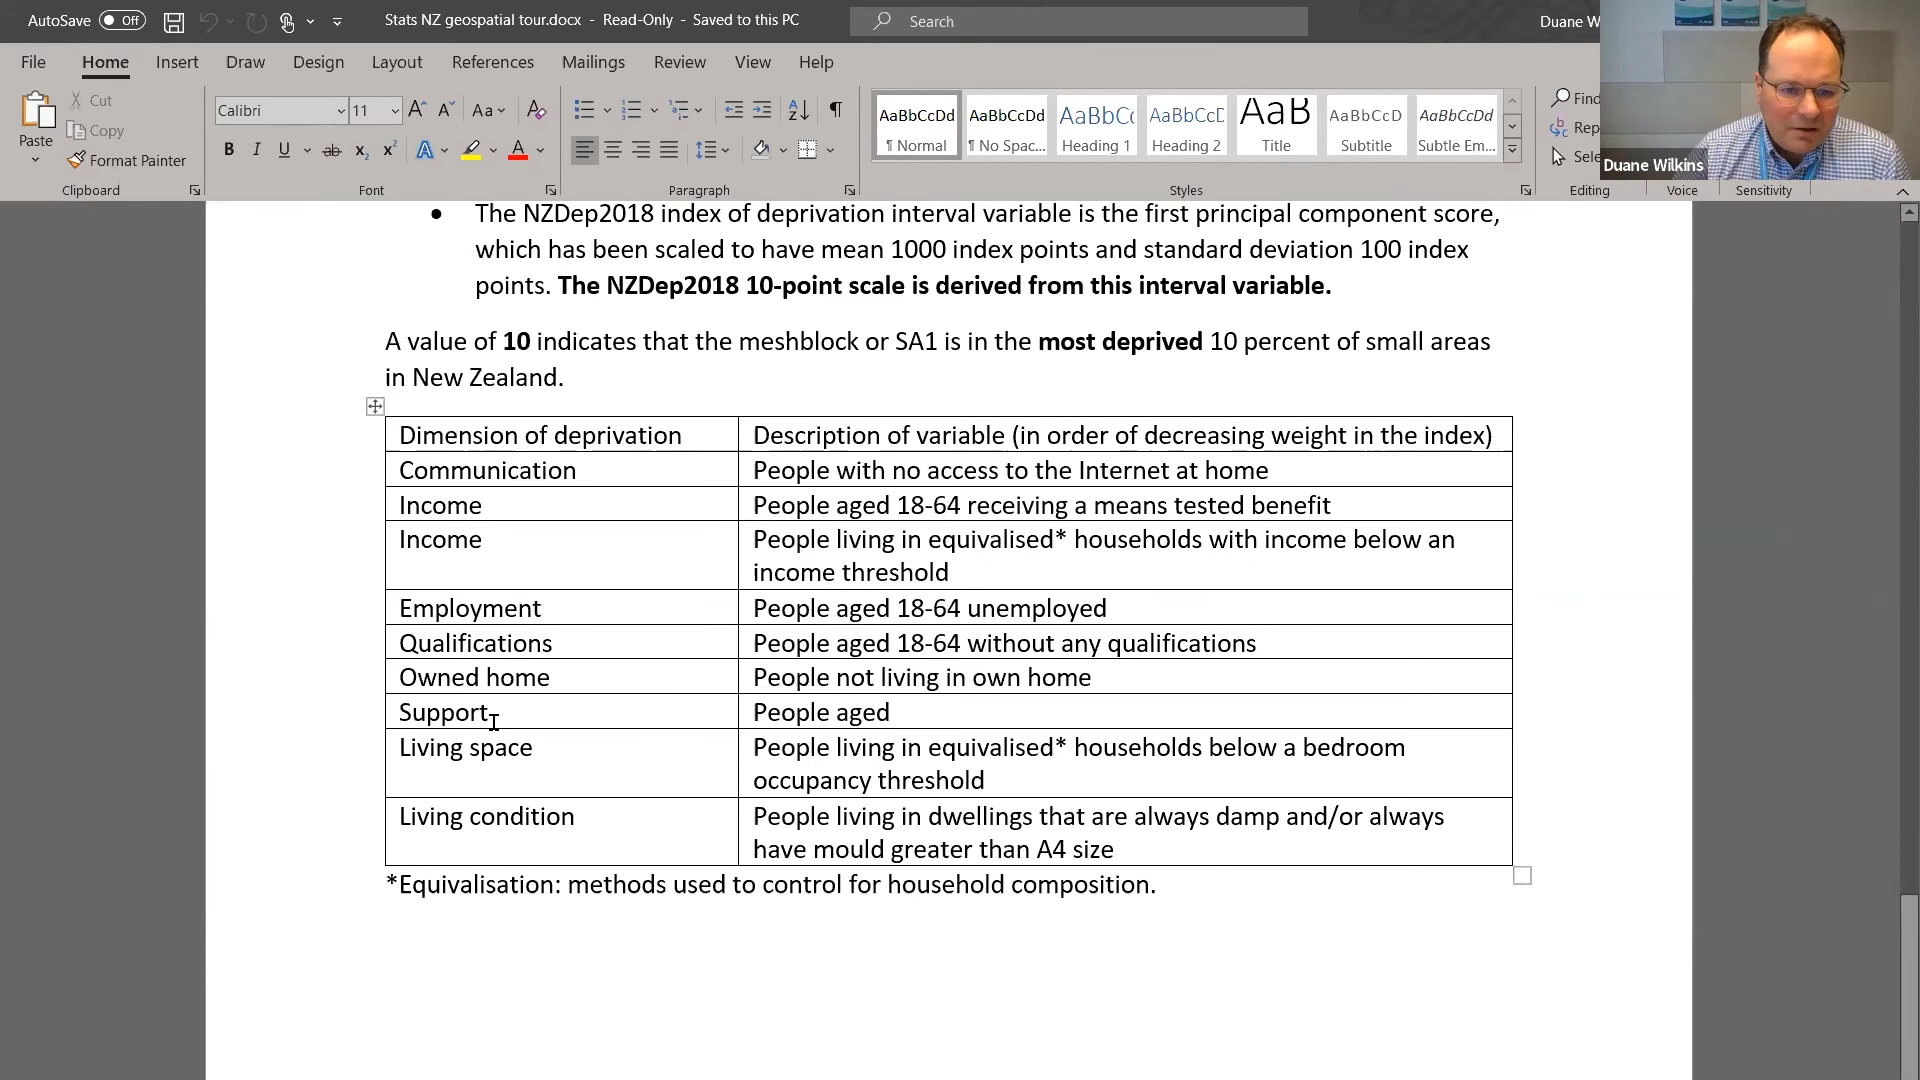 AutoSave Off Stats NZ geospatial tour.docx - Read-Only - Saved to this PC Search Duane W
File Home Insert Draw Design Layout References Mailings Review View Help
Paste Cut Copy Format Painter Clipboard
Calibri 11 Font
Paragraph
AaBbCcDd AaBbCcDd AaBbC AaBbCcD AaB AaBbCcD AaBbCcDd
¶ Normal ¶ No Spac... Heading 1 Heading 2 Title Subtitle Subtle Em...
Styles
Find
Rep
Sele
Editing Voice Sensitivity
Duane Wilkins
• The NZDep2018 index of deprivation interval variable is the first principal component score,
which has been scaled to have mean 1000 index points and standard deviation 100 index
points. The NZDep2018 10-point scale is derived from this interval variable.
A value of 10 indicates that the meshblock or SA1 is in the most deprived 10 percent of small areas
in New Zealand.
Dimension of deprivation Description of variable (in order of decreasing weight in the index)
Communication People with no access to the Internet at home
Income People aged 18-64 receiving a means tested benefit
Income People living in equivalised* households with income below an
income threshold
Employment People aged 18-64 unemployed
Qualifications People aged 18-64 without any qualifications
Owned home People not living in own home
Support People aged
Living space People living in equivalised* households below a bedroom
occupancy threshold
Living condition People living in dwellings that are always damp and/or always
have mould greater than A4 size
*Equivalisation: methods used to control for household composition.